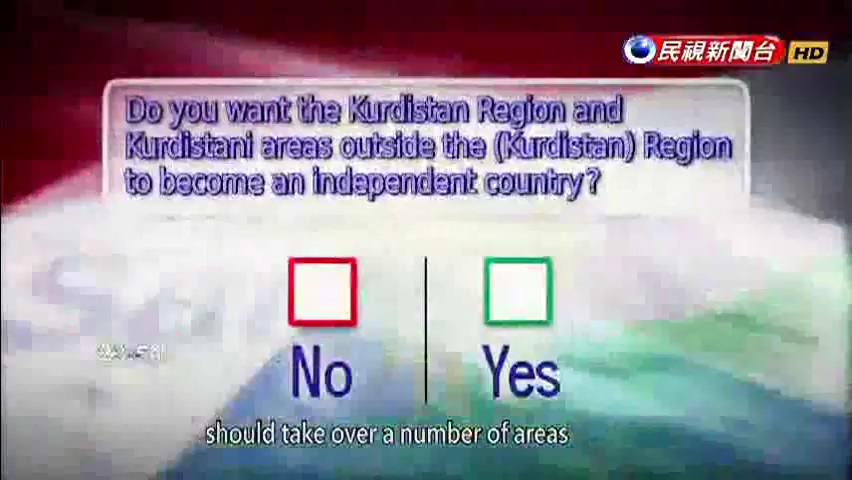 民視新聞台 HD
Do you want the Kurdistan Region and
Kurdistani areas outside the (Kurdistan) Region
to become an independent country?
No
Yes
should take over a number of areas